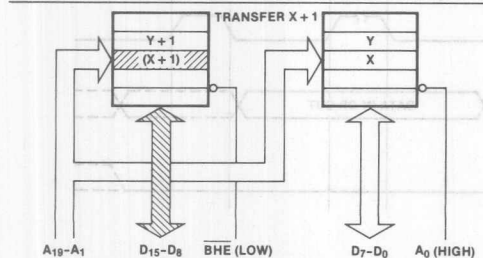 TRANSFER X + 1
Y + 1
(X + 1)
Y
X
A19-A1
D15-D8
BHE (LOW)
D7-D0
A0 (HIGH)